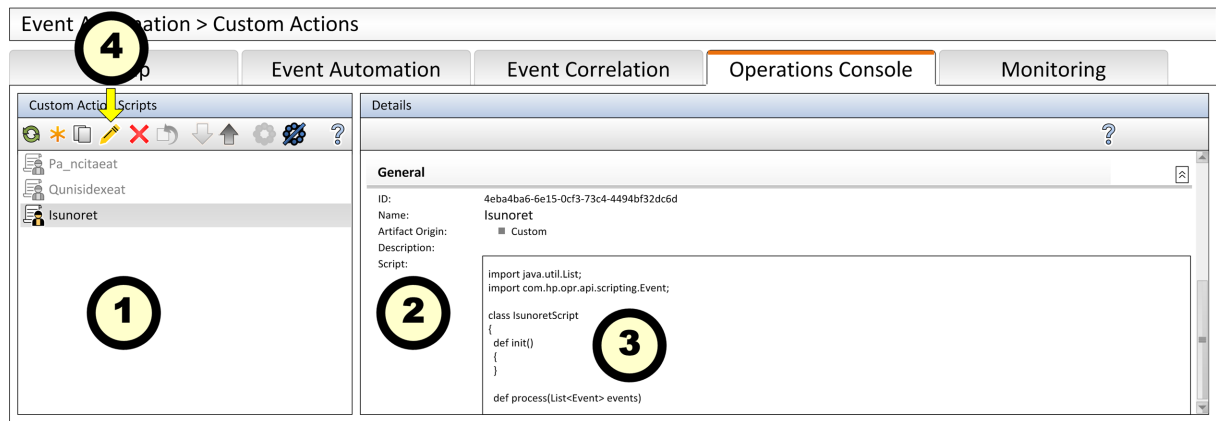 Event Automation > Custom Actions
4
Event Automation
Event Correlation
Operations Console
Monitoring
Custom Action Scripts
Details
?
?
Pa_ncitaeat
Qunisidexeat
Isunoret
General
ID: 4eba4ba6-6e15-0cf3-73c4-4494bf32dc6d
Name: Isunoret
Artifact Origin: Custom
Description:
Script:
import java.util.List;
import com.hp.opr.api.scripting.Event;
class IsunoretScript
{
def init()
{
}
def process(List<Event> events)
1
2
3